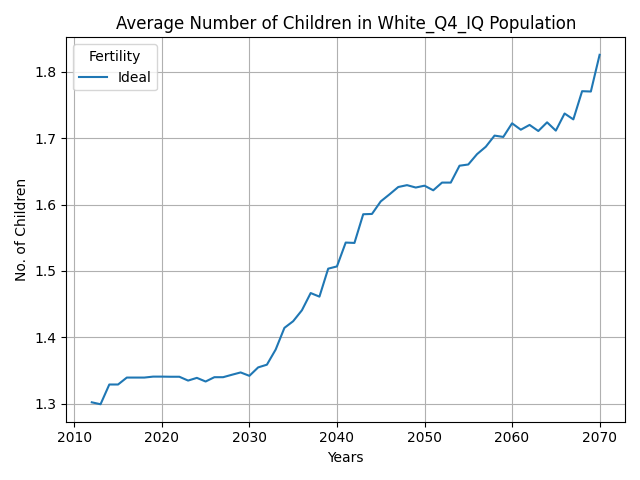 Average Number of Children in White_Q4_IQ Population
Fertility
Ideal
No. of Children
1.8
1.7
1.6
1.5
1.4
1.3
2010 2020 2030 2040 2050 2060 2070
Years